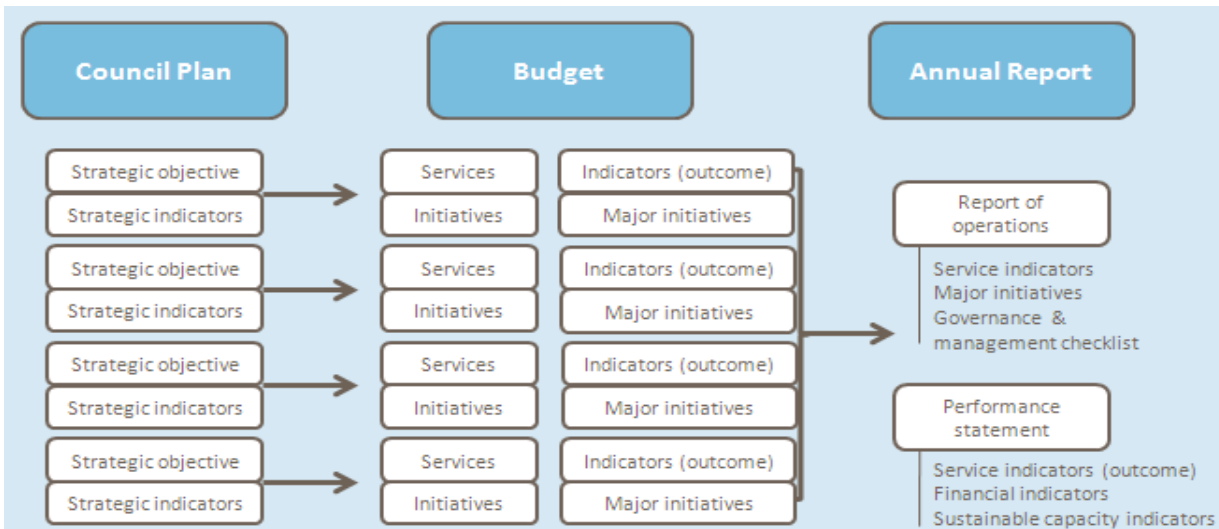 Council Plan
Budget
Annual Report
Strategic objective
Strategic indicators
Services
Initiatives
Indicators (outcome)
Major initiatives
Strategic objective
Strategic indicators
Services
Initiatives
Indicators (outcome)
Major initiatives
Strategic objective
Strategic indicators
Services
Initiatives
Indicators (outcome)
Major initiatives
Strategic objective
Strategic indicators
Services
Initiatives
Indicators (outcome)
Major initiatives
Report of
operations
Service indicators
Major initiatives
Governance &
management checklist
Performance
statement
Service indicators (outcome)
Financial indicators
Sustainable capacity indicators